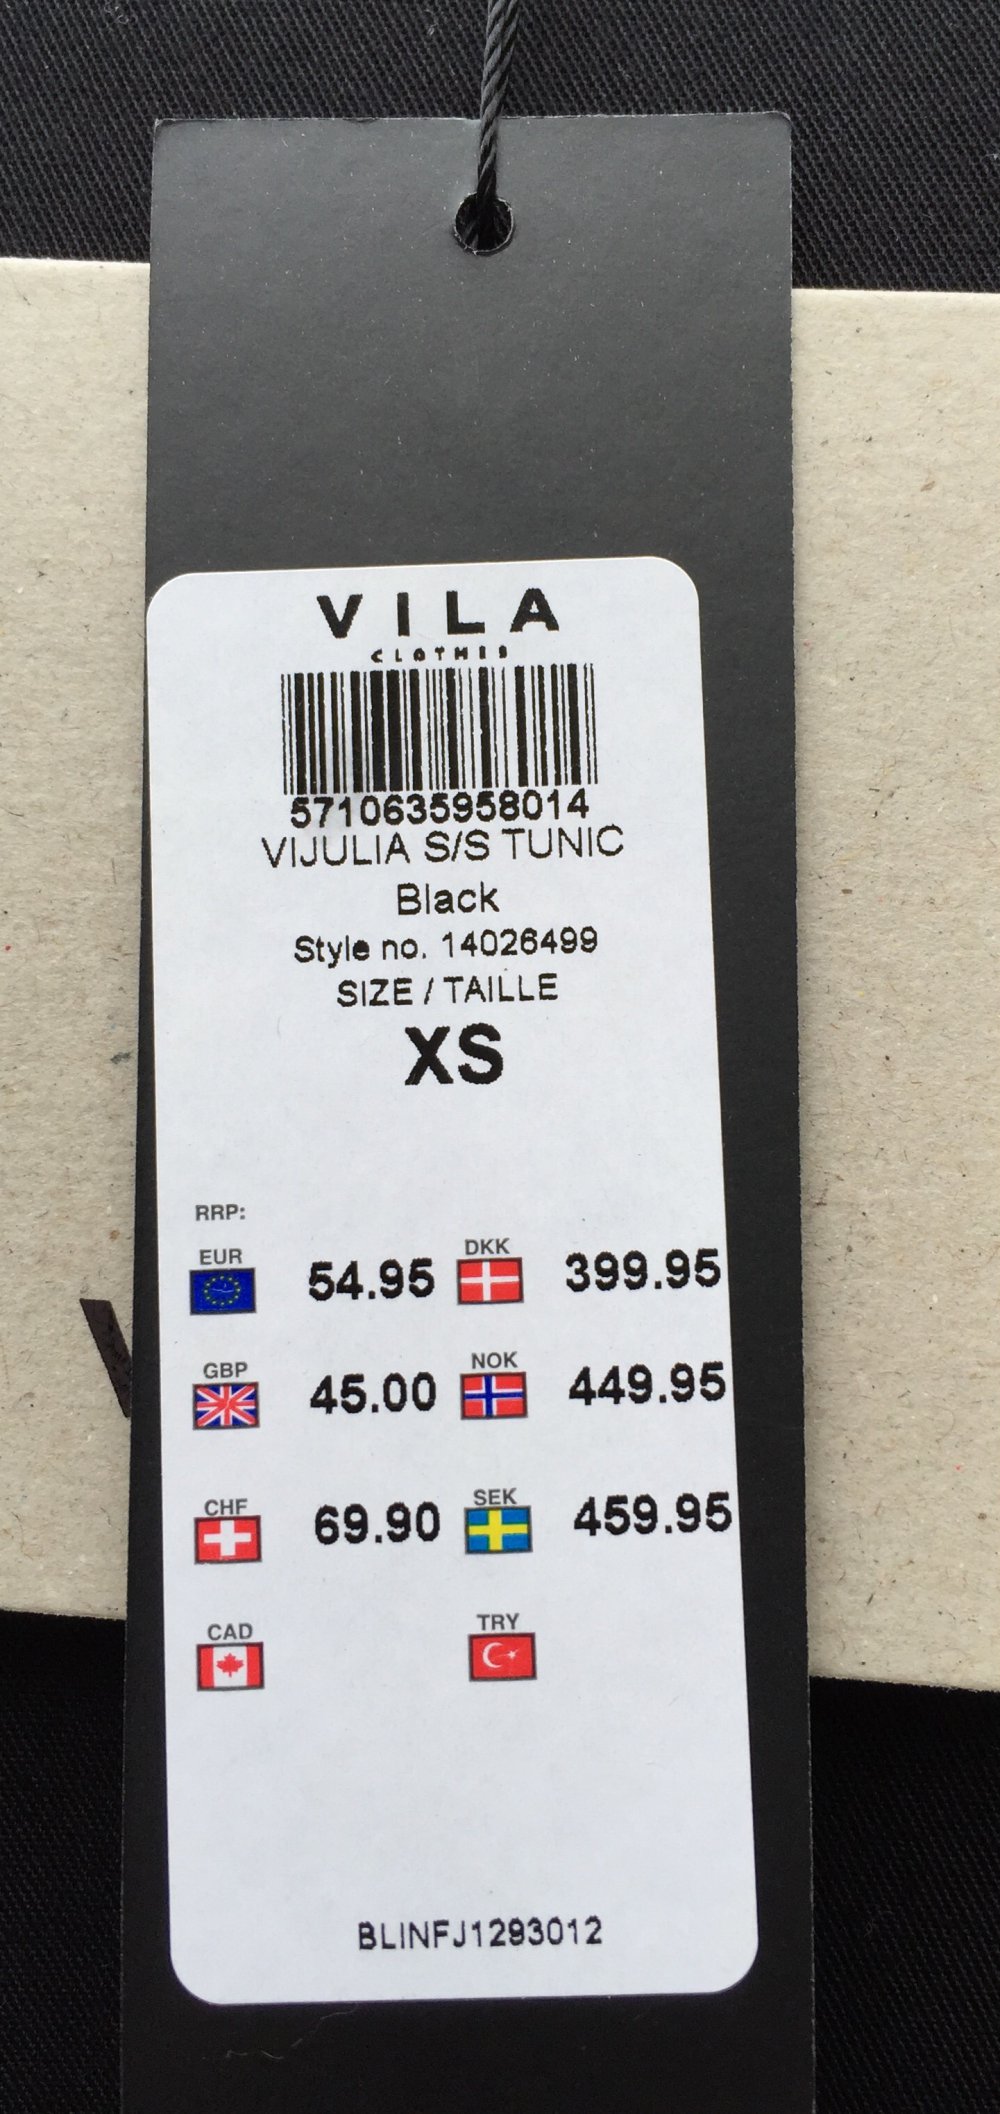 VILA
CLOTHES
5710635958014
VIJULIA S/S TUNIC
Black
Style no. 14026499
SIZE / TAILLE
XS
RRP:
EUR 54.95 DKK 399.95
GBP 45.00 NOK 449.95
CHF 69.90 SEK 459.95
CAD TRY
BLINFJ1293012